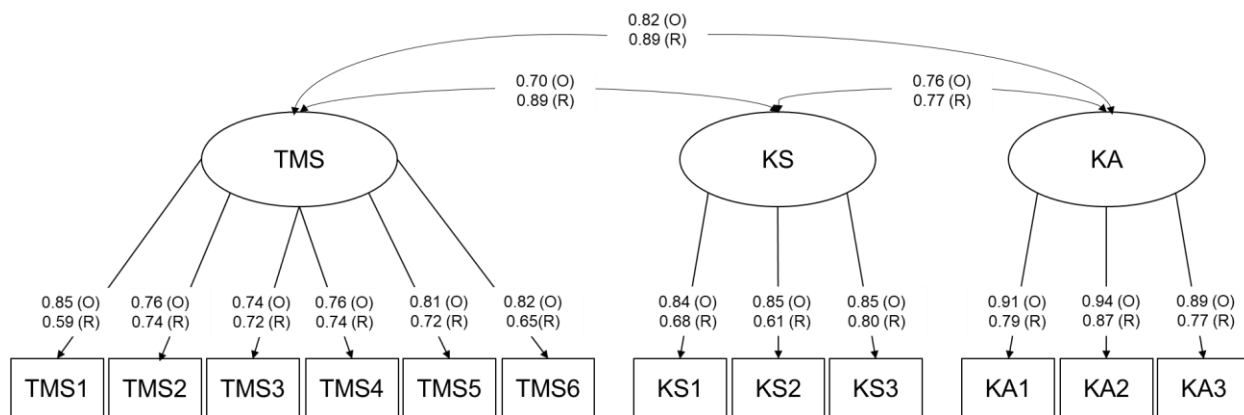 0.82 (O)
0.89 (R)
0.70 (O)
0.89 (R)
0.76 (O)
0.77 (R)
TMS
KS
KA
0.85 (O)
0.59 (R)
0.76 (O)
0.74 (R)
0.74 (O)
0.72 (R)
0.76 (O)
0.74 (R)
0.81 (O)
0.72 (R)
0.82 (O)
0.65(R)
0.84 (O)
0.68 (R)
0.85 (O)
0.61 (R)
0.85 (O)
0.80 (R)
0.91 (O)
0.79 (R)
0.94 (O)
0.87 (R)
0.89 (O)
0.77 (R)
TMS1
TMS2
TMS3
TMS4
TMS5
TMS6
KS1
KS2
KS3
KA1
KA2
KA3